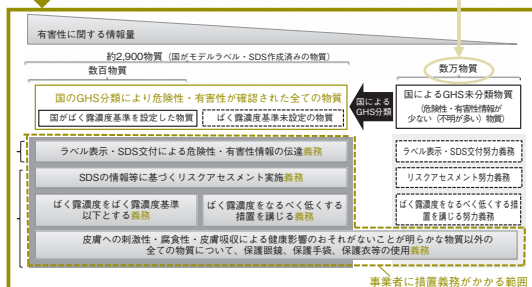 有害性に関する情報量
約2,900物質（国がモデルラベル・SDS作成済みの物質）
数百物質
数万物質
国のGHS分類により危険性・有害性が確認された全ての物質
国がばく露濃度基準を設定した物質
ばく露濃度基準未設定の物質
国による
GHS分類
国によるGHS未分類物質
（危険性・有害性情報が
少ない（不明が多い）物質）
ラベル表示・SDS交付による危険性・有害性情報の伝達義務
ラベル表示・SDS交付努力義務
SDSの情報等に基づくリスクアセスメント実施義務
リスクアセスメント努力義務
ばく露濃度をばく露濃度基準
以下とする義務
ばく露濃度をなるべく低くする
措置を講じる義務
ばく露濃度をなるべく低くする措
置を講じる努力義務
皮膚への刺激性・腐食性・皮膚吸収による健康影響のおそれがないことが明らかな物質以外の
全ての物質について、保護眼鏡、保護手袋、保護衣等の使用義務
事業者に措置義務がかかる範囲